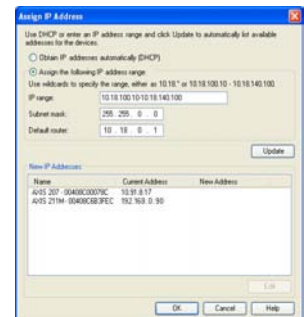 Assign IP Address
Use DHCP or enter an IP address range and click Update to automatically list available
addresses for the devices.
Obtain IP addresses automatically (DHCP)
Assign the following IP address range:
Use wildcards to specify the range, either as 10.18.* or 10.18.100.10 - 10.18.140.100.
IP range:
10.18.100.10-10.18.140.100
Subnet mask:
255 . 255 . 0 . 0
Default router:
10 . 18 . 0 . 1
Update
New IP Addresses:
Name Current Address New Address
AXIS 207 - 00408C00078C 10.91.8.17
AXIS 211M - 00408C6B3FEC 192.168.0.90
Edit
OK Cancel Help